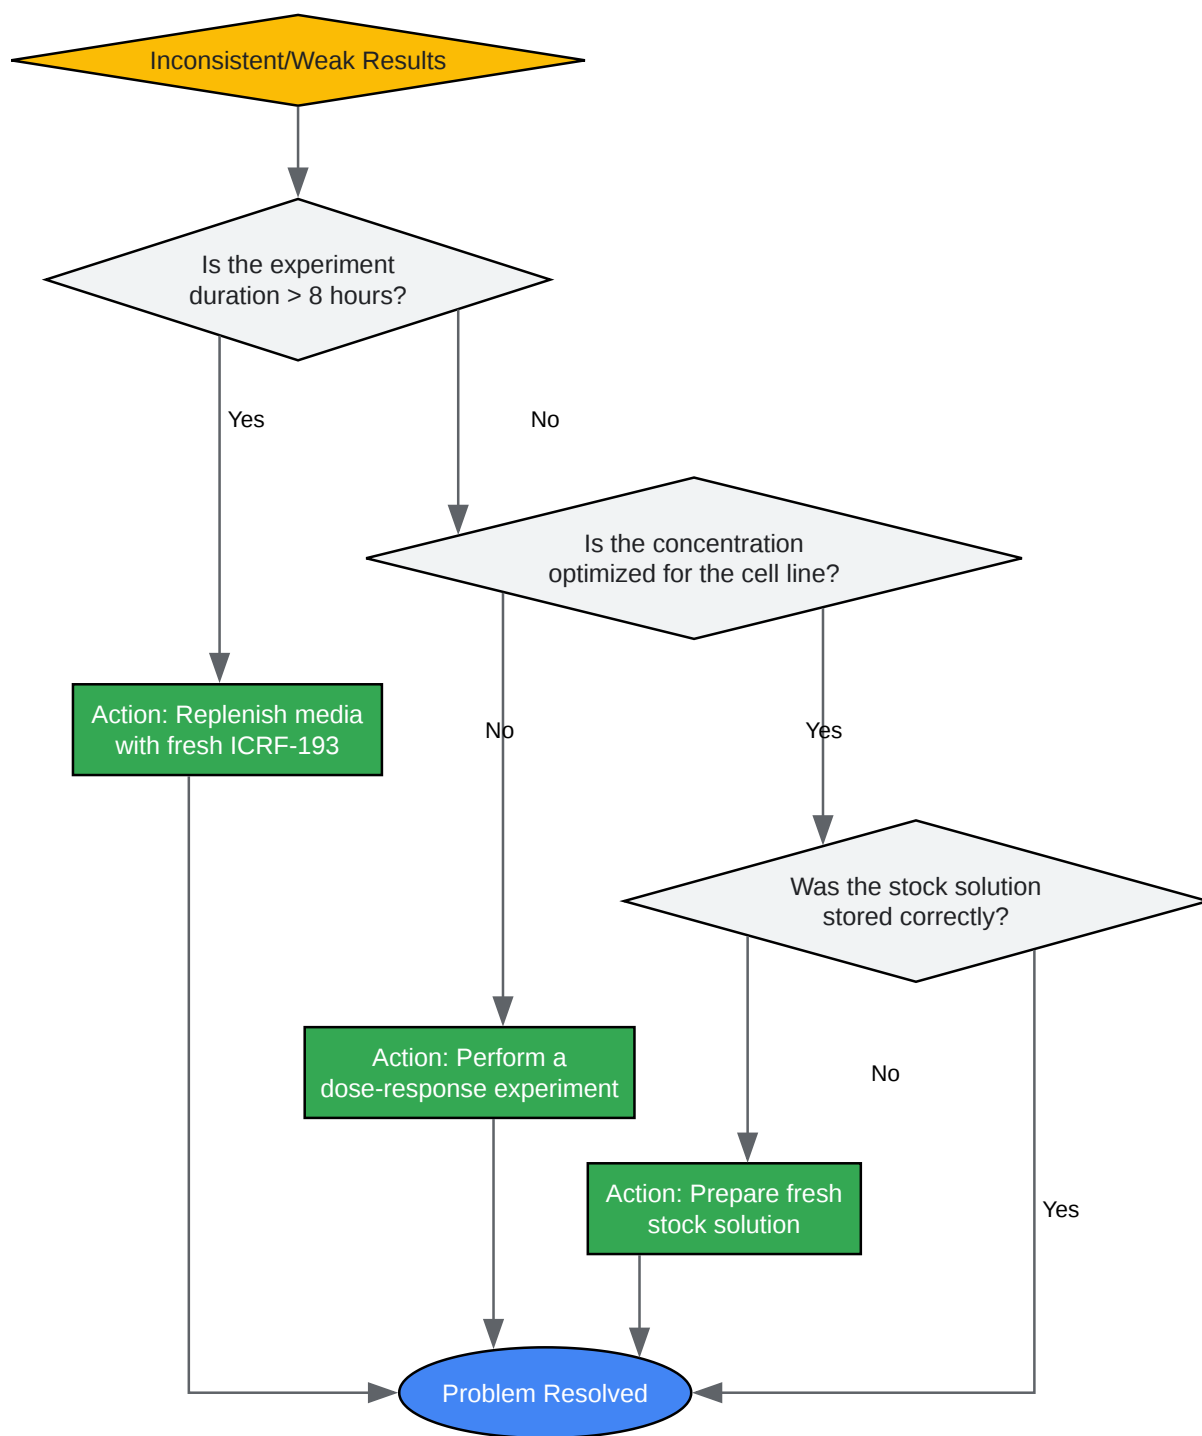 Inconsistent/Weak Results
Is the experiment
duration > 8 hours?
Yes
No
Is the concentration
optimized for the cell line?
Action: Replenish media
with fresh ICRF-193
No
Yes
Was the stock solution
stored correctly?
Action: Perform a
dose-response experiment
No
Action: Prepare fresh
stock solution
Yes
Problem Resolved